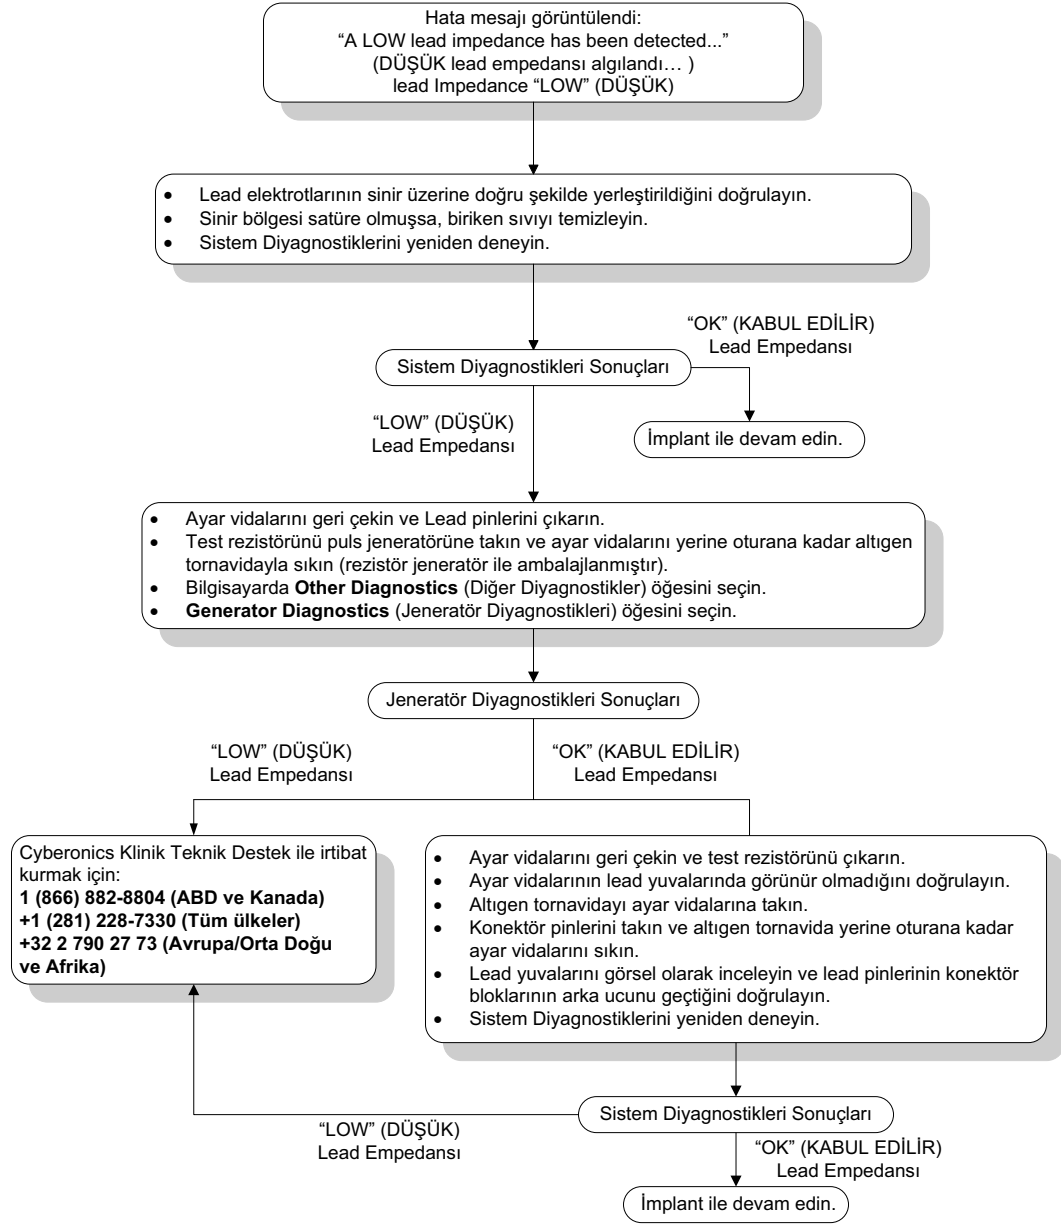 Hata mesajı görüntülendi:
“A LOW lead impedance has been detected...”
(DÜŞÜK lead empedansı algılandı… )
lead Impedance “LOW” (DÜŞÜK)
• Lead elektrotlarının sinir üzerine doğru şekilde yerleştirildiğini doğrulayın.
• Sinir bölgesi satüre olmuşsa, biriken sıvıyı temizleyin.
• Sistem Diyagnostiklerini yeniden deneyin.
“OK” (KABUL EDİLİR)
Lead Empedansı
Sistem Diyagnostikleri Sonuçları
“LOW” (DÜŞÜK)
Lead Empedansı
İmplant ile devam edin.
• Ayar vidalarını geri çekin ve Lead pinlerini çıkarın.
• Test rezistörünü puls jeneratörüne takın ve ayar vidalarını yerine oturana kadar altıgen
tornavidayla sıkın (rezistör jeneratör ile ambalajlanmıştır).
• Bilgisayarda Other Diagnostics (Diğer Diyagnostikler) öğesini seçin.
• Generator Diagnostics (Jeneratör Diyagnostikleri) öğesini seçin.
Jeneratör Diyagnostikleri Sonuçları
“LOW” (DÜŞÜK)
Lead Empedansı
“OK” (KABUL EDİLİR)
Lead Empedansı
Cyberonics Klinik Teknik Destek ile irtibat
kurmak için:
1 (866) 882-8804 (ABD ve Kanada)
+1 (281) 228-7330 (Tüm ülkeler)
+32 2 790 27 73 (Avrupa/Orta Doğu
ve Afrika)
• Ayar vidalarını geri çekin ve test rezistörünü çıkarın.
• Ayar vidalarının lead yuvalarında görünür olmadığını doğrulayın.
• Altıgen tornavidayı ayar vidalarına takın.
• Konektör pinlerini takın ve altıgen tornavida yerine oturana kadar
ayar vidalarını sıkın.
• Lead yuvalarını görsel olarak inceleyin ve lead pinlerinin konektör
bloklarının arka ucunu geçtiğini doğrulayın.
• Sistem Diyagnostiklerini yeniden deneyin.
Sistem Diyagnostikleri Sonuçları
“LOW” (DÜŞÜK)
Lead Empedansı
“OK” (KABUL EDİLİR)
Lead Empedansı
İmplant ile devam edin.